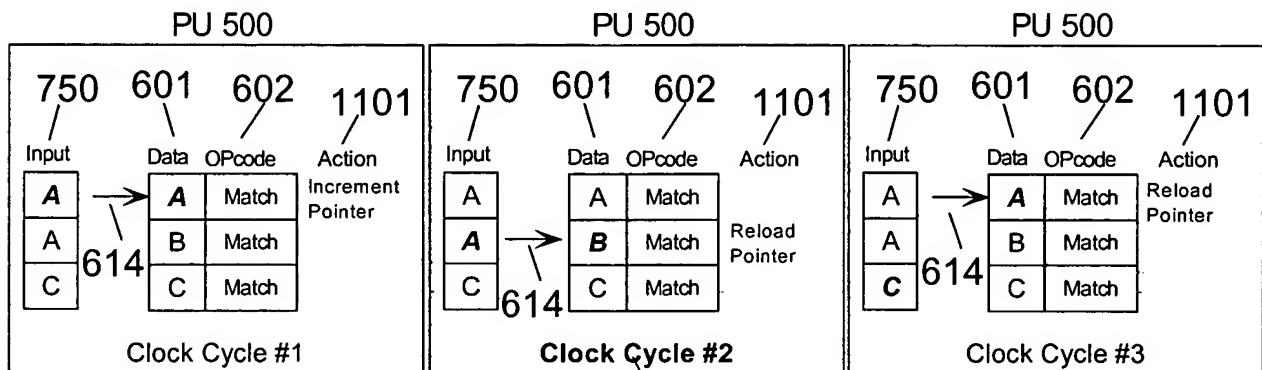 PU 500
750 601 602 1101
Input Data OPcode Action
A A Match Increment
Pointer
A B Match
614
C C Match
Clock Cycle #1
PU 500
750 601 602 1101
Input Data OPcode Action
A A Match
A B Match Reload
Pointer
C C Match
614
Clock Cycle #2
PU 500
750 601 602 1101
Input Data OPcode Action
A A Match Reload
Pointer
A B Match
614
C C Match
Clock Cycle #3